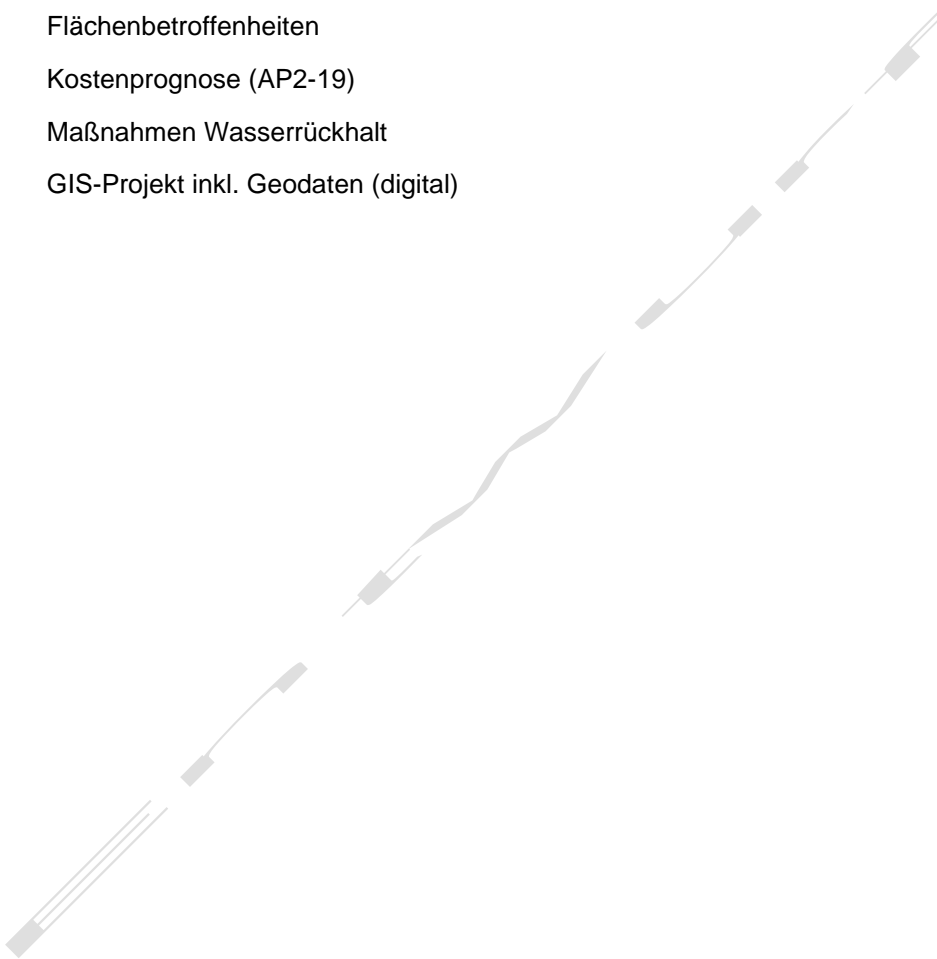 Flächenbetroffenheiten
Kostenprognose (AP2-19)
Maßnahmen Wasserrückhalt
GIS-Projekt inkl. Geodaten (digital)